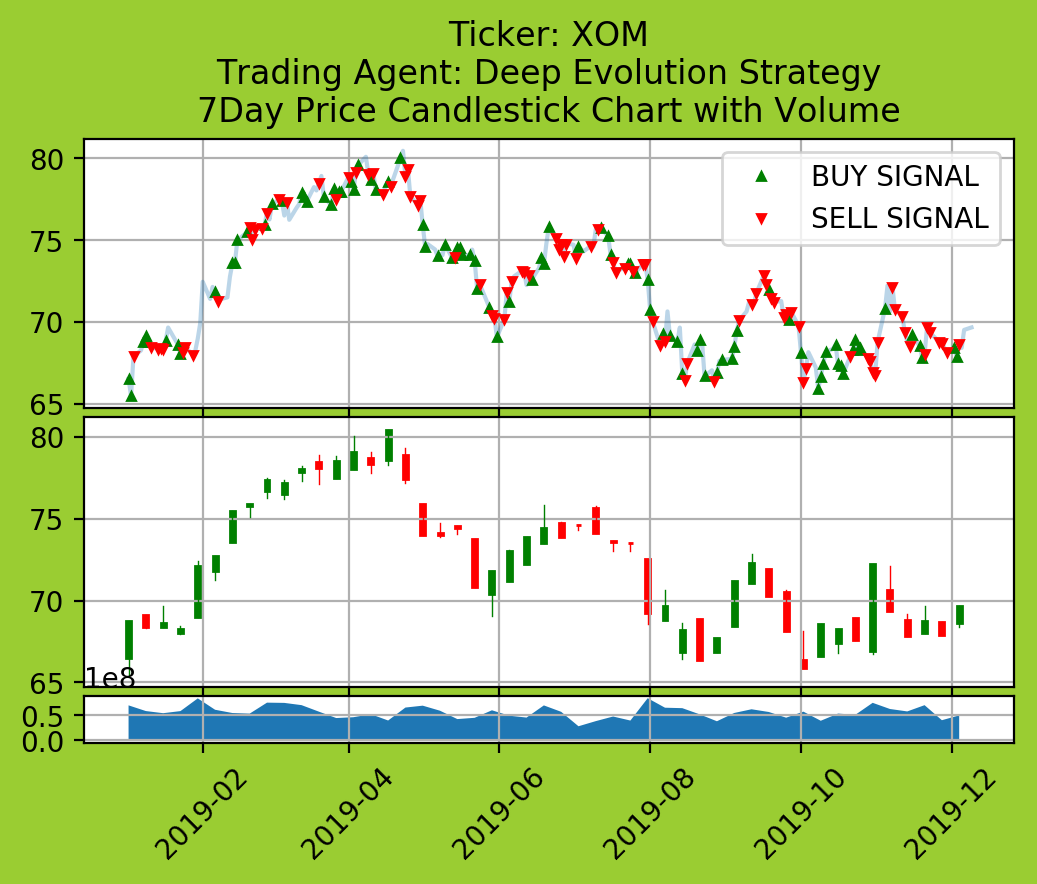 Ticker: XOM
Trading Agent: Deep Evolution Strategy
7Day Price Candlestick Chart with Volume
80
75
70
65
BUY SIGNAL
SELL SIGNAL
80
75
70
65
1e8
0.5
0.0
2019-02
2019-04
2019-06
2019-08
2019-10
2019-12